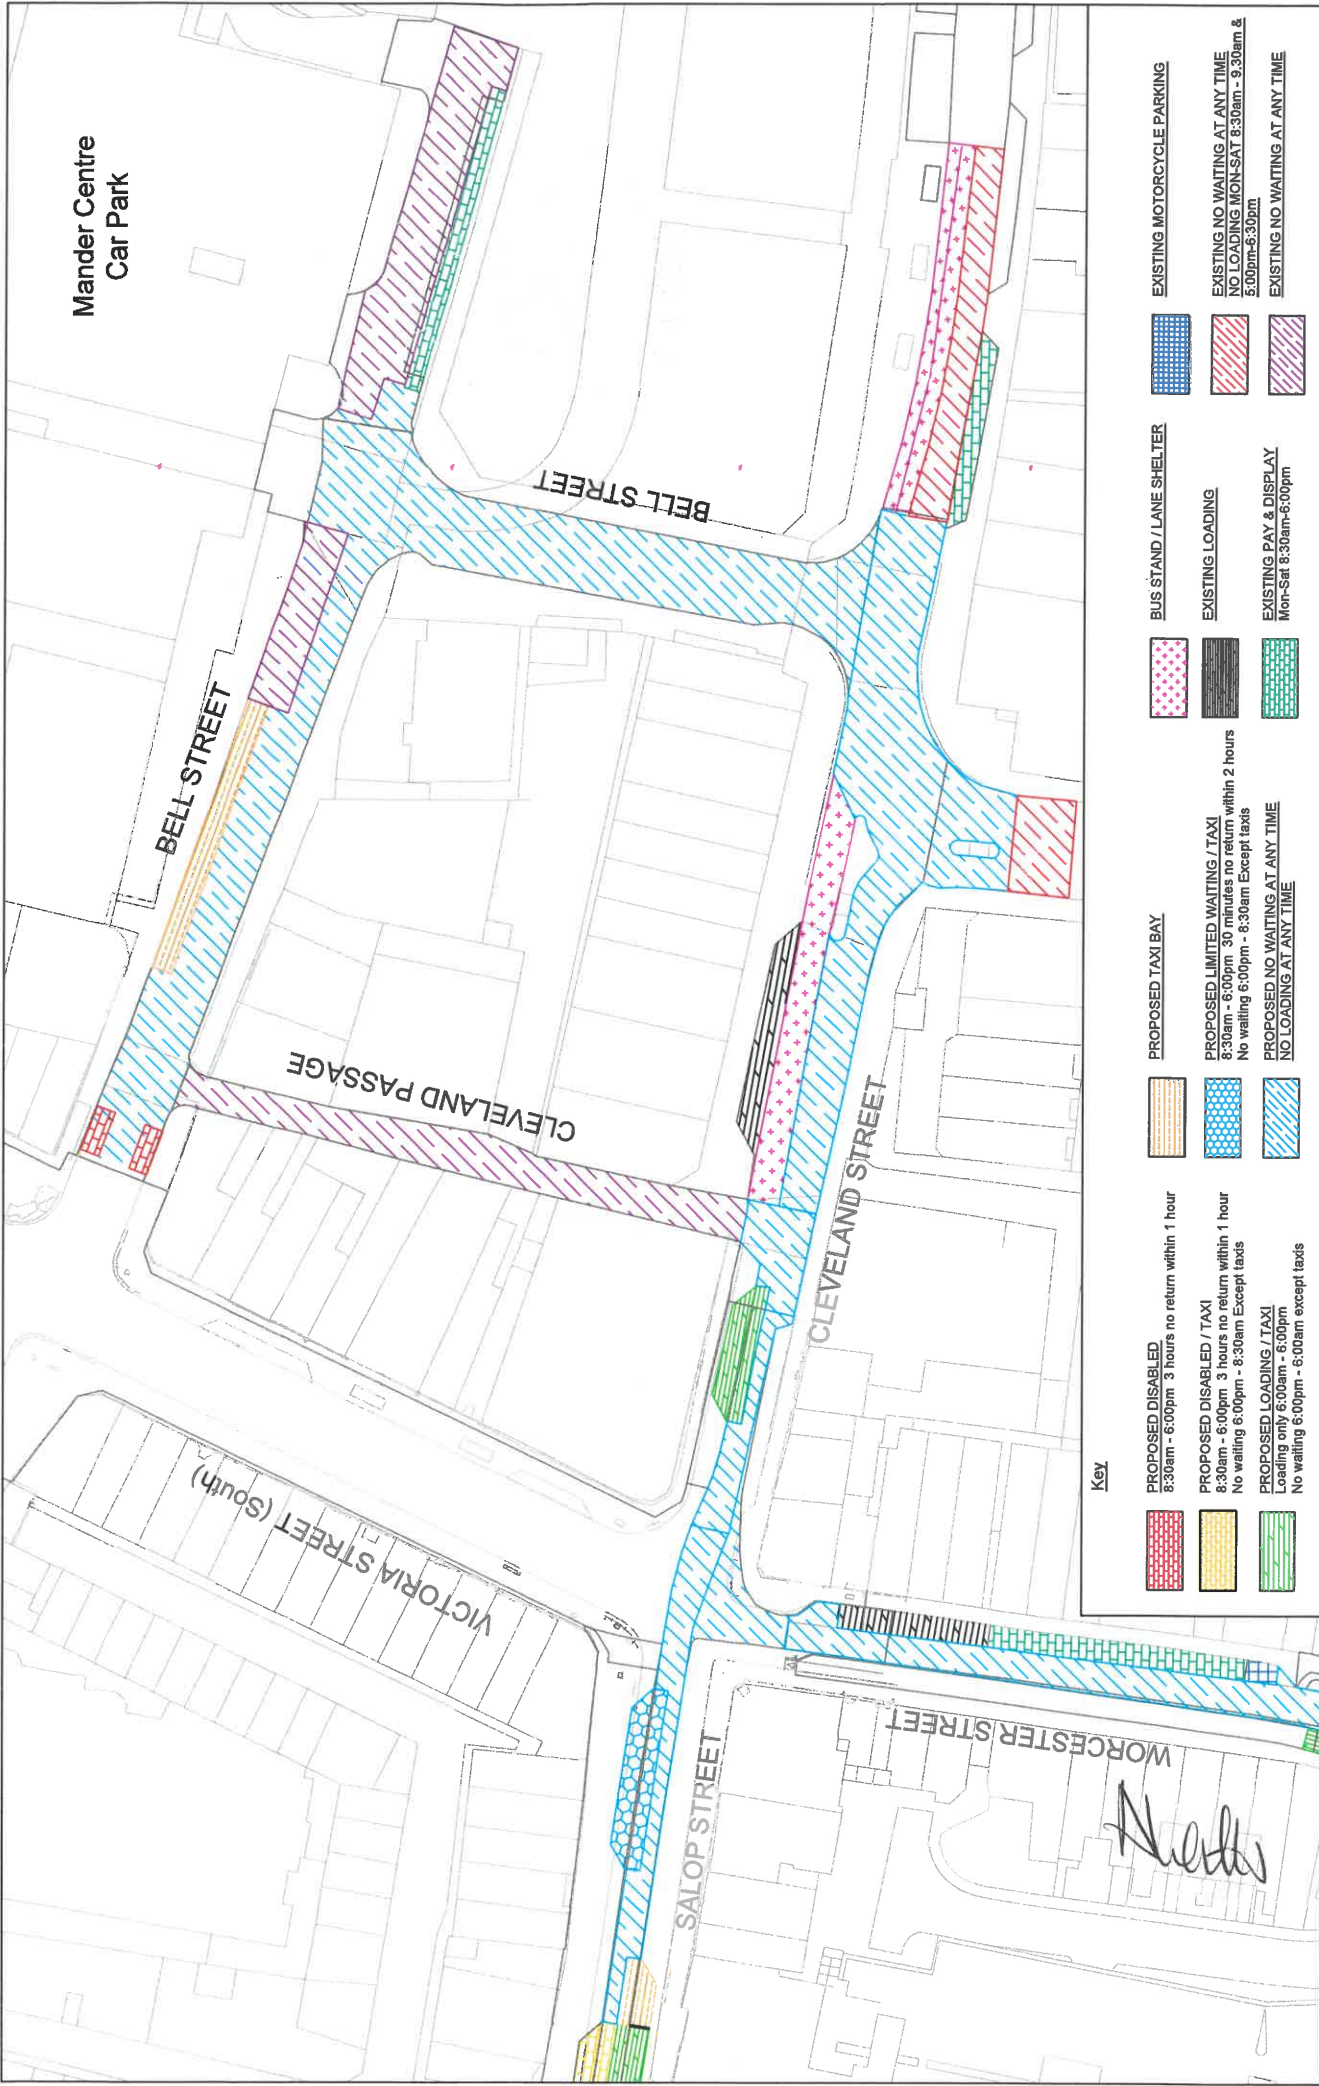 Mander Centre
Car Park
BELL STREET
BELL STREET
CLEVELAND PASSAGE
CLEVELAND STREET
VICTORIA STREET (South)
SALOP STREET
WORCESTER STREET
Key
PROPOSED DISABLED
8:30am - 6:00pm 3 hours no return within 1 hour
PROPOSED DISABLED / TAXI
8:30am - 6:00pm 3 hours no return within 1 hour
No waiting 6:00pm - 8:30am Except taxis
PROPOSED LOADING / TAXI
Loading only 6:00am - 6:00pm
No waiting 6:00pm - 6:00am except taxis
PROPOSED TAXI BAY
PROPOSED LIMITED WAITING / TAXI
8:30am - 6:00pm 30 minutes no return within 2 hours
No waiting 6:00pm - 8:30am Except taxis
PROPOSED NO WAITING AT ANY TIME
NO LOADING AT ANY TIME
BUS STAND / LANE SHELTER
EXISTING LOADING
EXISTING PAY & DISPLAY
Mon-Sat 8:30am-6:00pm
EXISTING MOTORCYCLE PARKING
EXISTING NO WAITING AT ANY TIME
NO LOADING MON-SAT 8:30am - 9.30am &
5:00pm-6:30pm
EXISTING NO WAITING AT ANY TIME